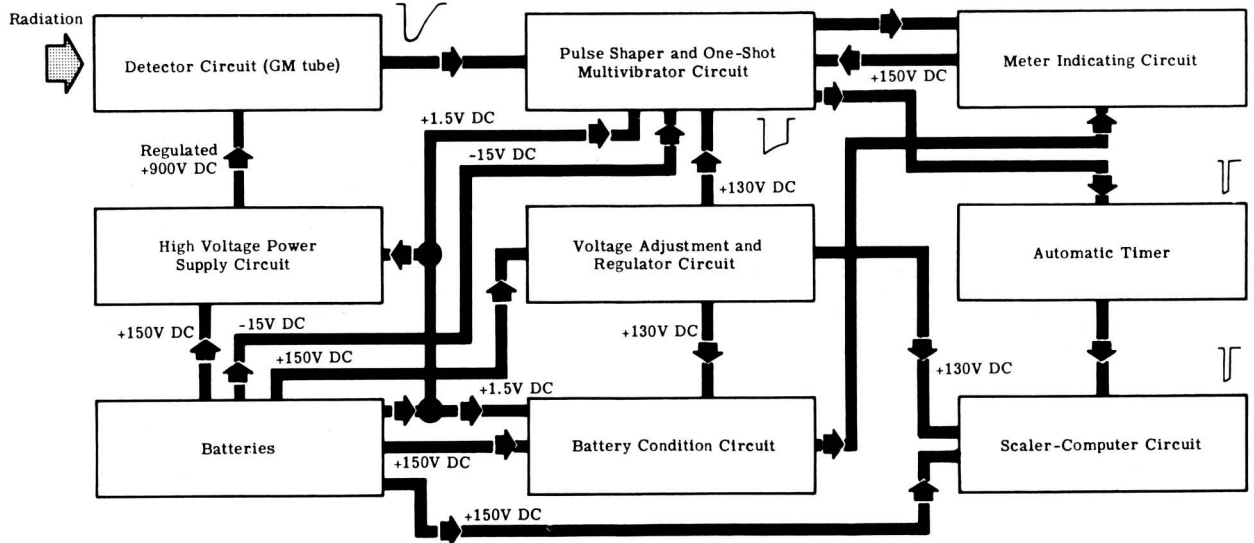 Radiation
Detector Circuit (GM tube)
Pulse Shaper and One-Shot
Multivibrator Circuit
+150V DC
Meter Indicating Circuit
+1.5V DC
-15V DC
Regulated
+900V DC
+130V DC
High Voltage Power
Supply Circuit
Voltage Adjustment and
Regulator Circuit
Automatic Timer
+150V DC
-15V DC
+150V DC
+130V DC
+130V DC
+1.5V DC
Batteries
Battery Condition Circuit
Scaler-Computer Circuit
+150V DC
+150V DC